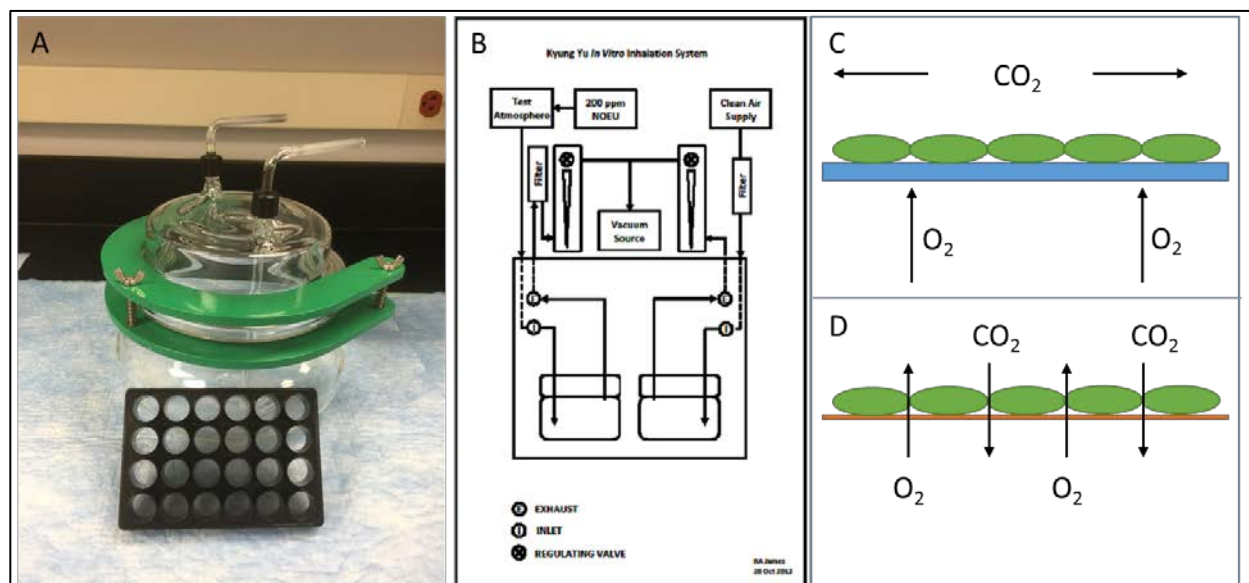 A
B
Kyung Yu In Vitro Inhalation System
Test
Atmosphere
200 ppm
NOEU
Clean Air
Supply
Filter
Filter
Vacuum
Source
E
E
I
I
E EXHAUST
I INLET
REGULATING VALVE
RA James
28 Oct 2013
C
CO₂
O₂
O₂
D
CO₂
CO₂
O₂
O₂